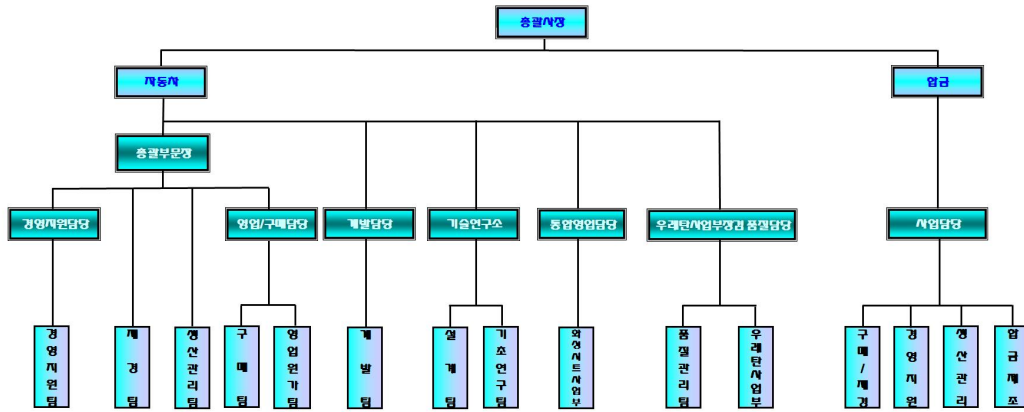 총괄사장
자동차
합금
총괄부문장
경영지원담당
영업/구매담당
개발담당
기술연구소
통합영업담당
우레탄사업부장겸 품질담당
사업담당
경영지원팀
재경팀
생산관리팀
구매팀
영업원가팀
개발팀
설계팀
기초연구팀
화성시트사업부
품질관리팀
우레탄사업부
구매/재경
경영지원
생산관리
합금제조